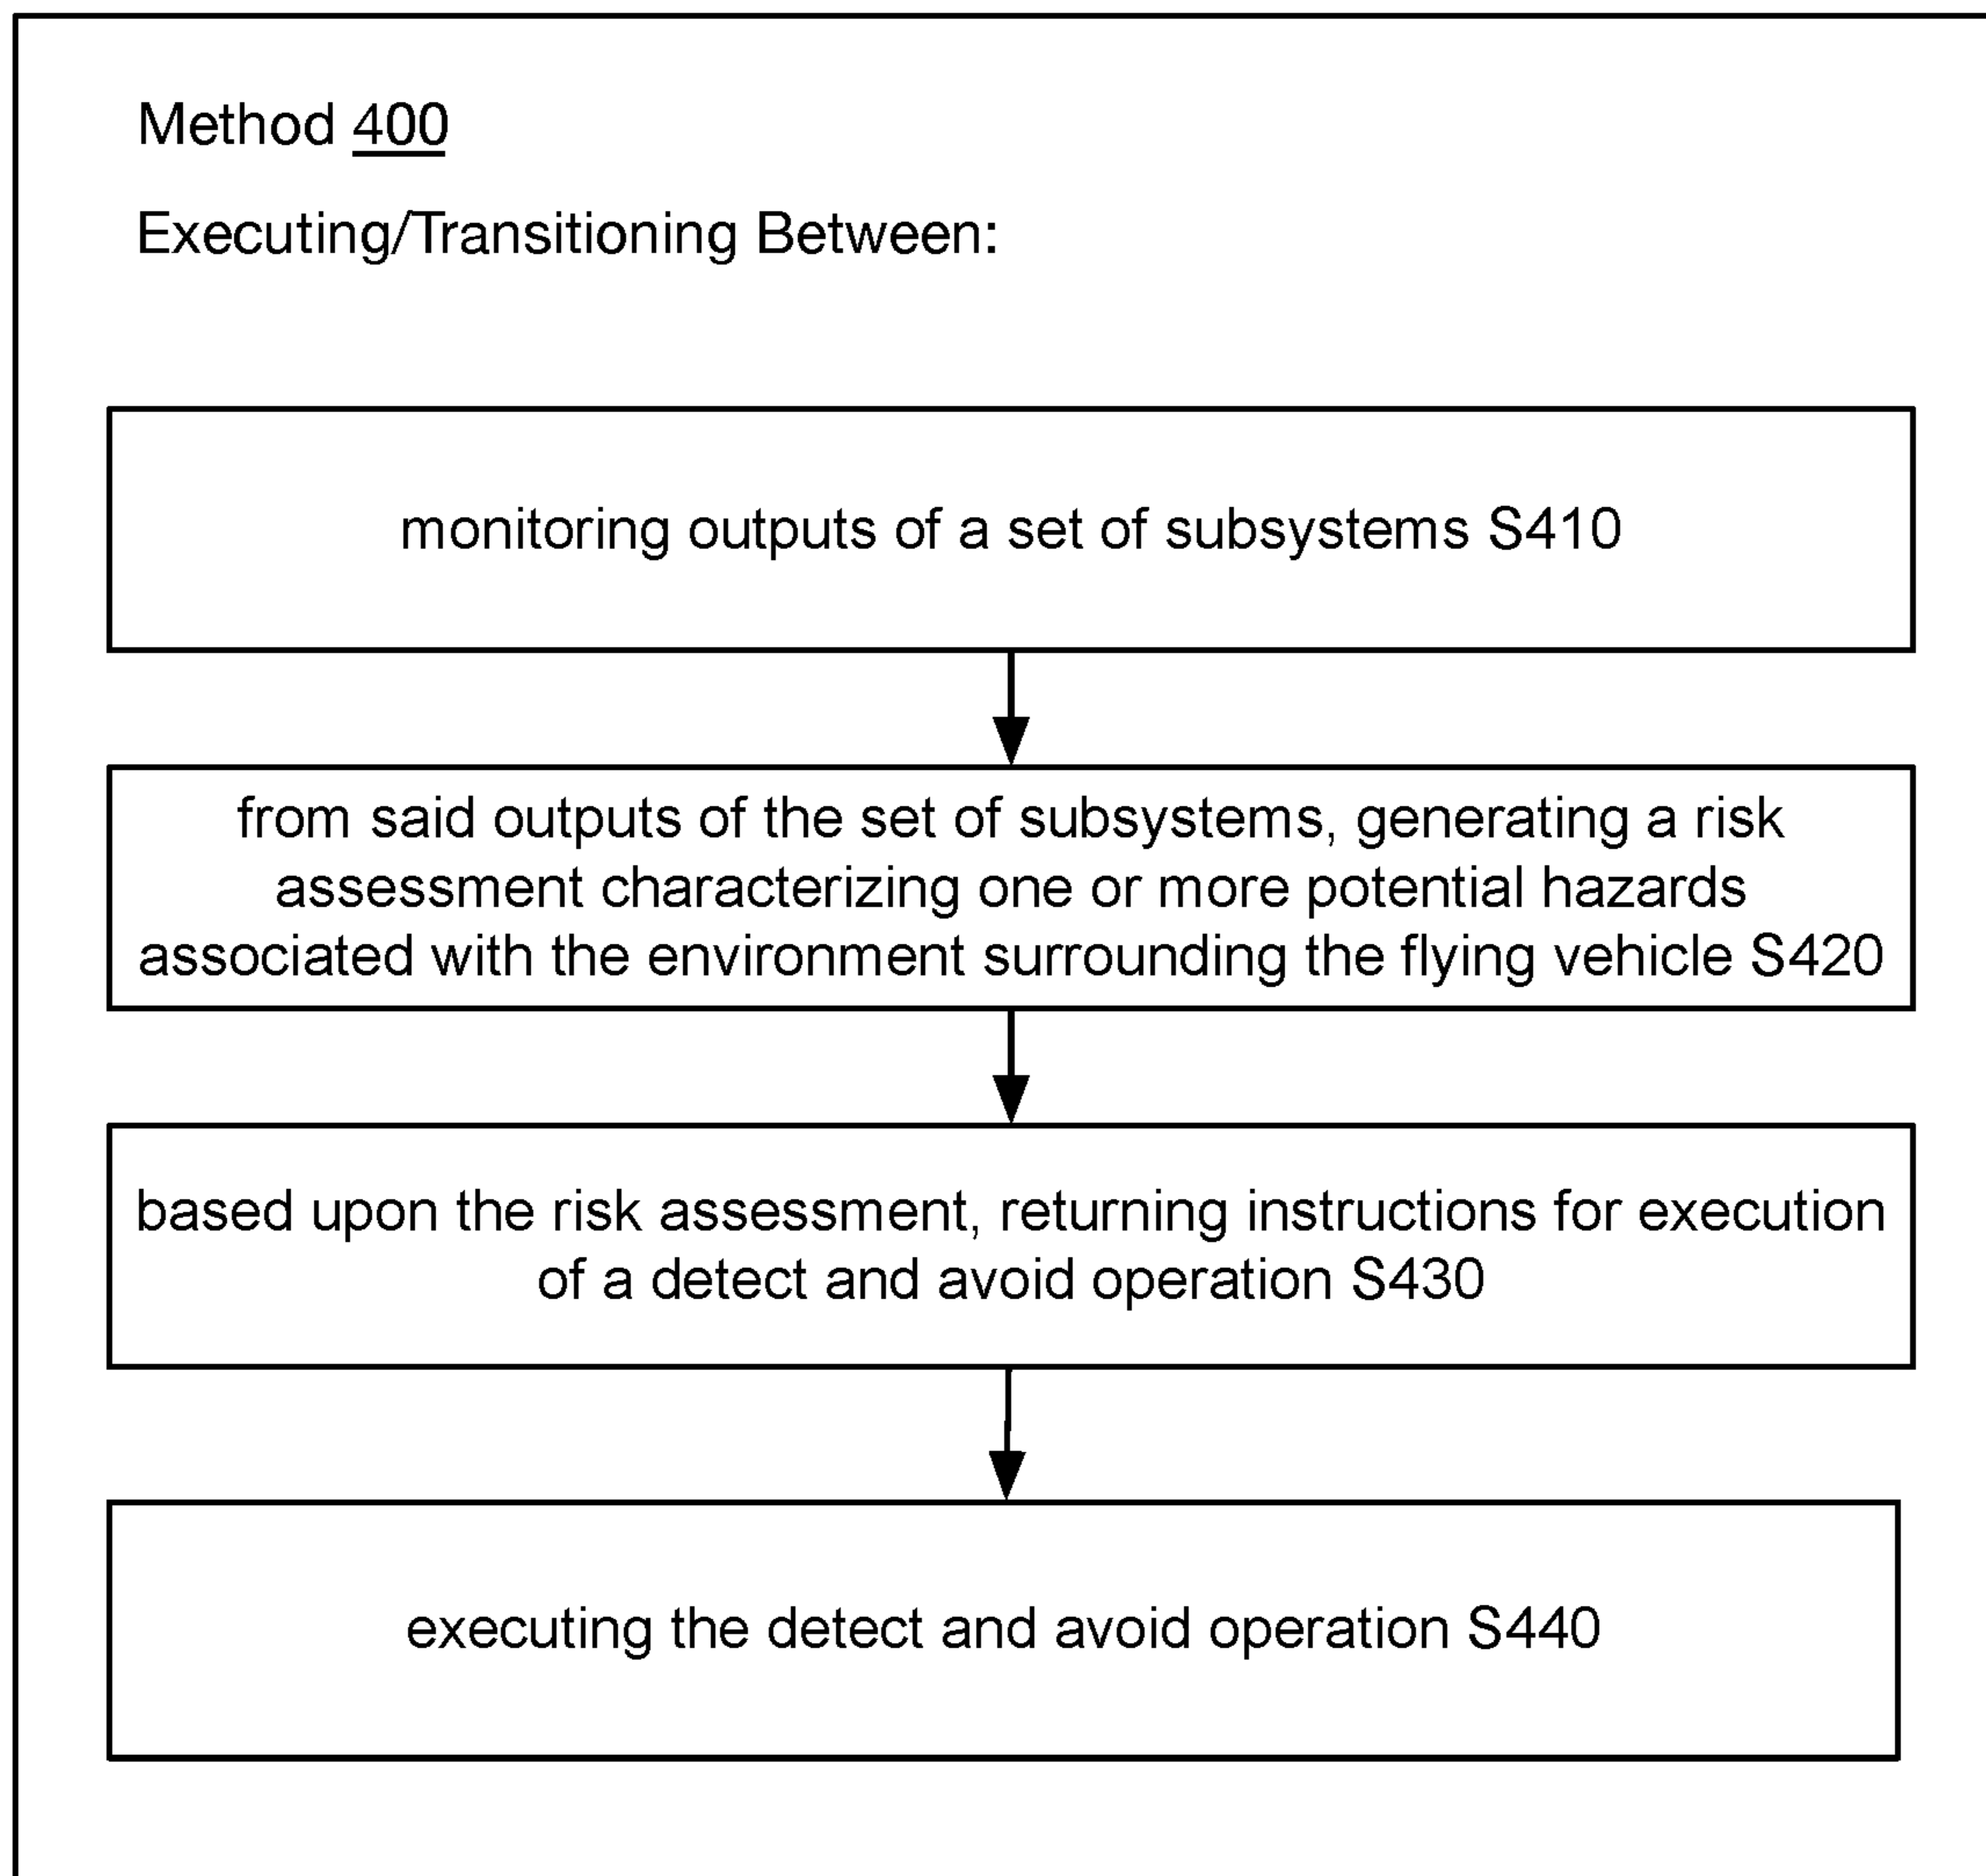 Method 400
Executing/Transitioning Between:
monitoring outputs of a set of subsystems S410
from said outputs of the set of subsystems, generating a risk
assessment characterizing one or more potential hazards
associated with the environment surrounding the flying vehicle S420
based upon the risk assessment, returning instructions for execution
of a detect and avoid operation S430
executing the detect and avoid operation S440